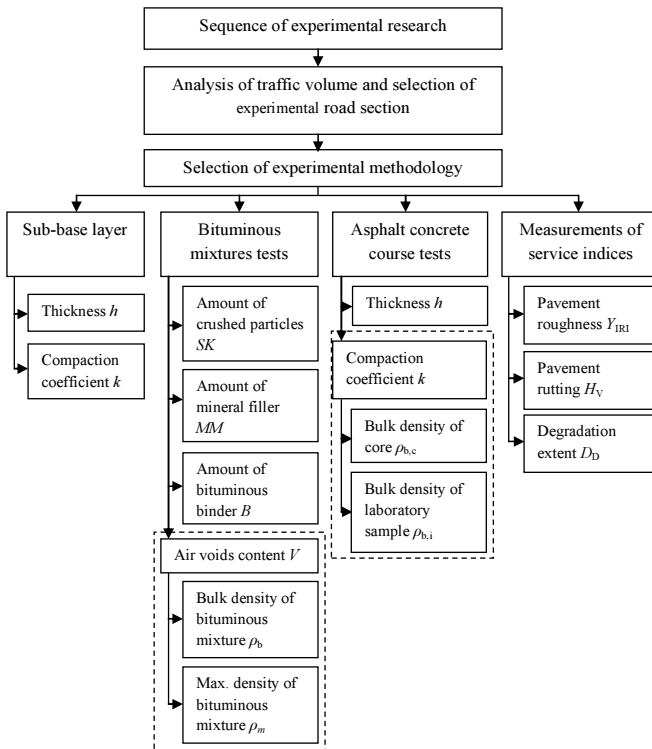 Sequence of experimental research
Analysis of traffic volume and selection of
experimental road section
Selection of experimental methodology
Sub-base layer
Thickness h
Compaction
coefficient k
Bituminous
mixtures tests
Amount of
crushed particles
SK
Amount of
mineral filler
MM
Amount of
bituminous
binder B
Air voids content V
Bulk density of
bituminous
mixture ρb
Max. density of
bituminous
mixture ρm
Asphalt concrete
course tests
Thickness h
Compaction
coefficient k
Bulk density of
core ρb,c
Bulk density of
laboratory
sample ρb,i
Measurements of
service indices
Pavement
roughness YIRI
Pavement
rutting HV
Degradation
extent DD